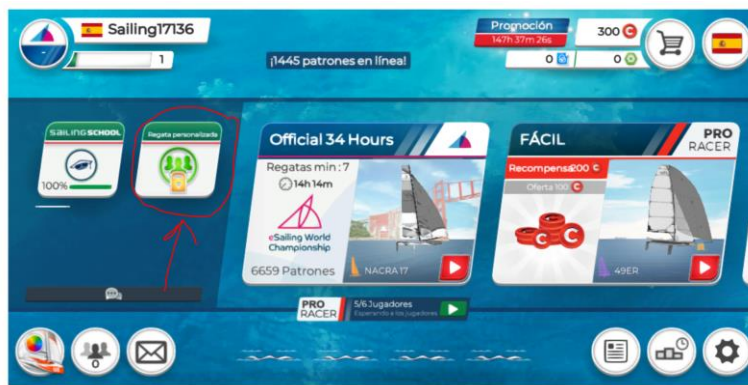 Sailing17136
1
¡1445 patrones en línea!
Promoción
147h 37m 26s
300 C
0
0
SAILING SCHOOL
100%
Regata personalizada
Official 34 Hours
Regatas min: 7
14h 14m
eSailing World
Championship
6659 Patrones
NACRA 17
FÁCIL
PRO
RACER
Recompensa200 C
Oferta 100 C
C
C
C
49ER
PRO
RACER
5/6 Jugadores
Esperando a los jugadores
0